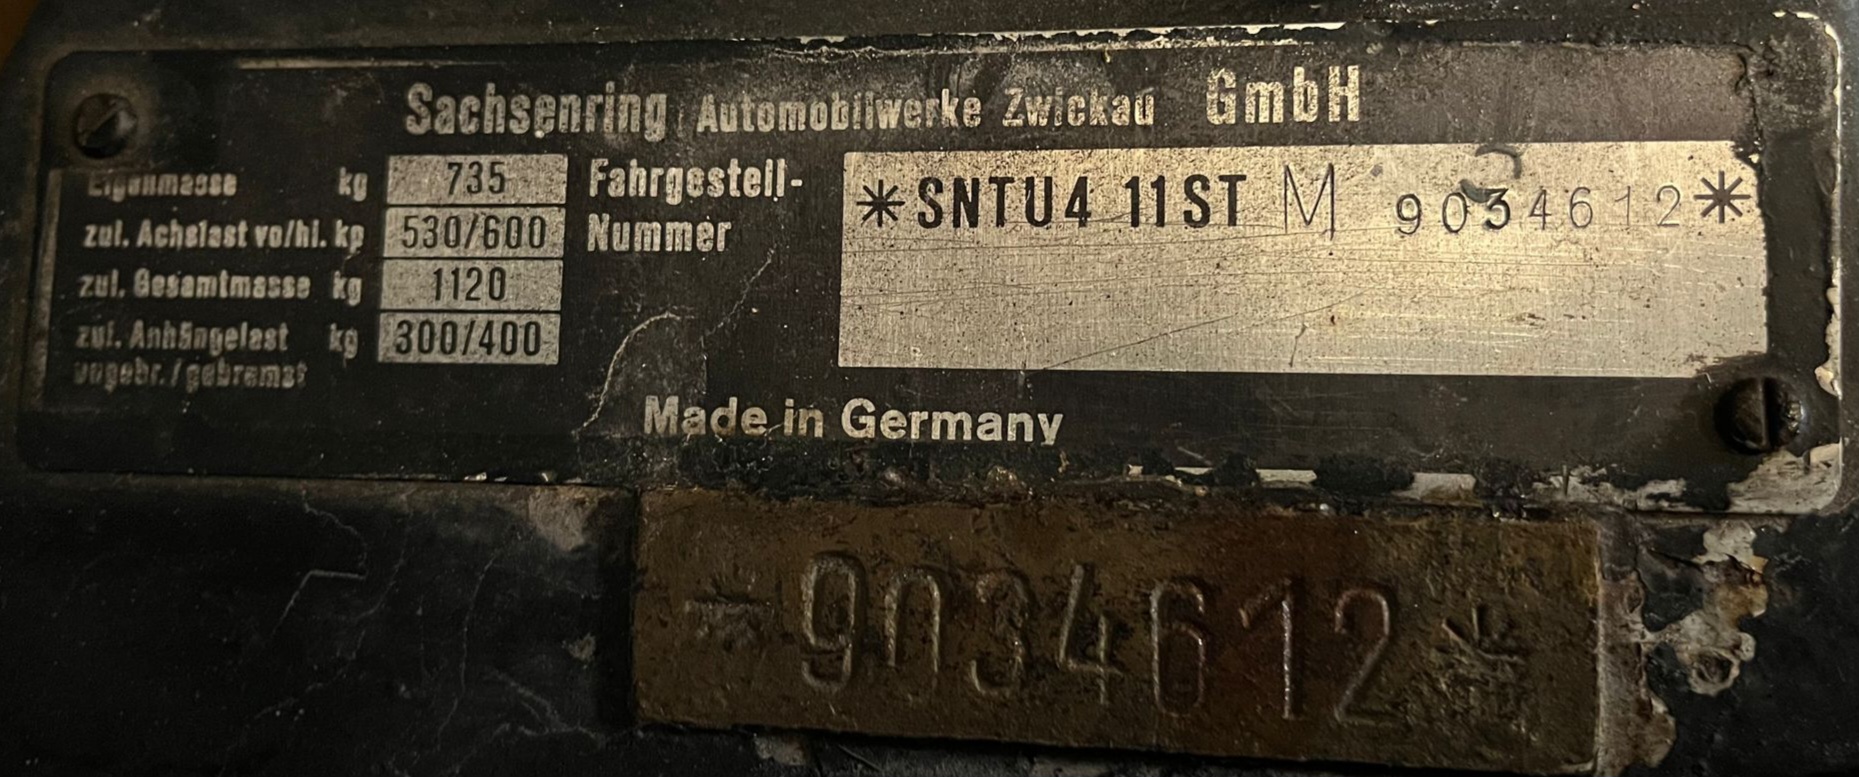 Sachsenring Automobilwerke Zwickau GmbH
Eigenmasse kg 735
zul. Achslast vo/hi. kp 530/600
zul. Gesamtmasse kg 1120
zul. Anhängelast kg 300/400
ungebr./gebremst
Fahrgestell-
Nummer
*SNTU4 11ST M 9034612*
Made in Germany
*9034612*